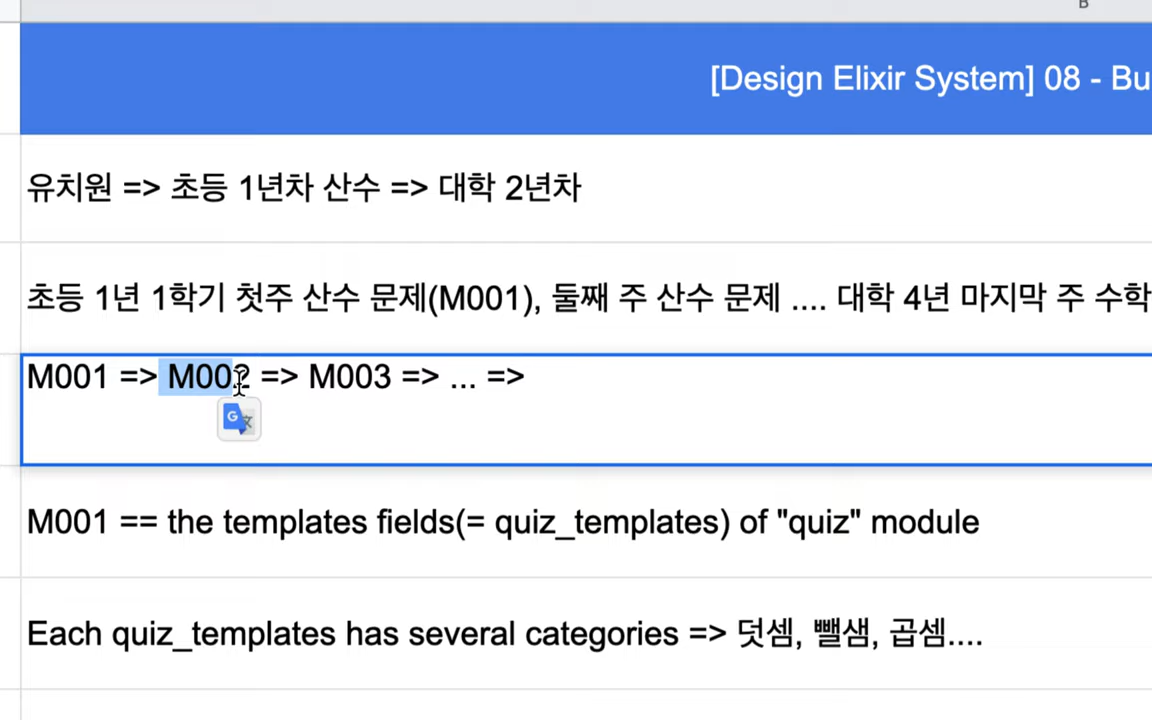 B
[Design Elixir System] 08 - Bu
유치원 => 초등 1년차 산수 => 대학 2년차
초등 1년 1학기 첫주 산수 문제(M001), 둘째 주 산수 문제 .... 대학 4년 마지막 주 수학
M001 => M002 => M003 => ... =>
M001 == the templates fields(= quiz_templates) of "quiz" module
Each quiz_templates has several categories => 덧셈, 뺄샘, 곱셈....